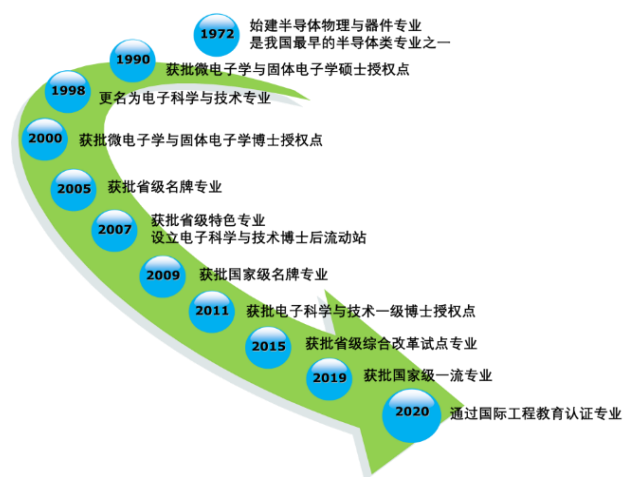 1972
始建半导体物理与器件专业
是我国最早的半导体类专业之一
1990
获批微电子学与固体电子学硕士授权点
1998
更名为电子科学与技术专业
2000
获批微电子学与固体电子学博士授权点
2005
获批省级名牌专业
2007
获批省级特色专业
设立电子科学与技术博士后流动站
2009
获批国家级名牌专业
2011
获批电子科学与技术一级博士授权点
2015
获批省级综合改革试点专业
2019
获批国家级一流专业
2020
通过国际工程教育认证专业